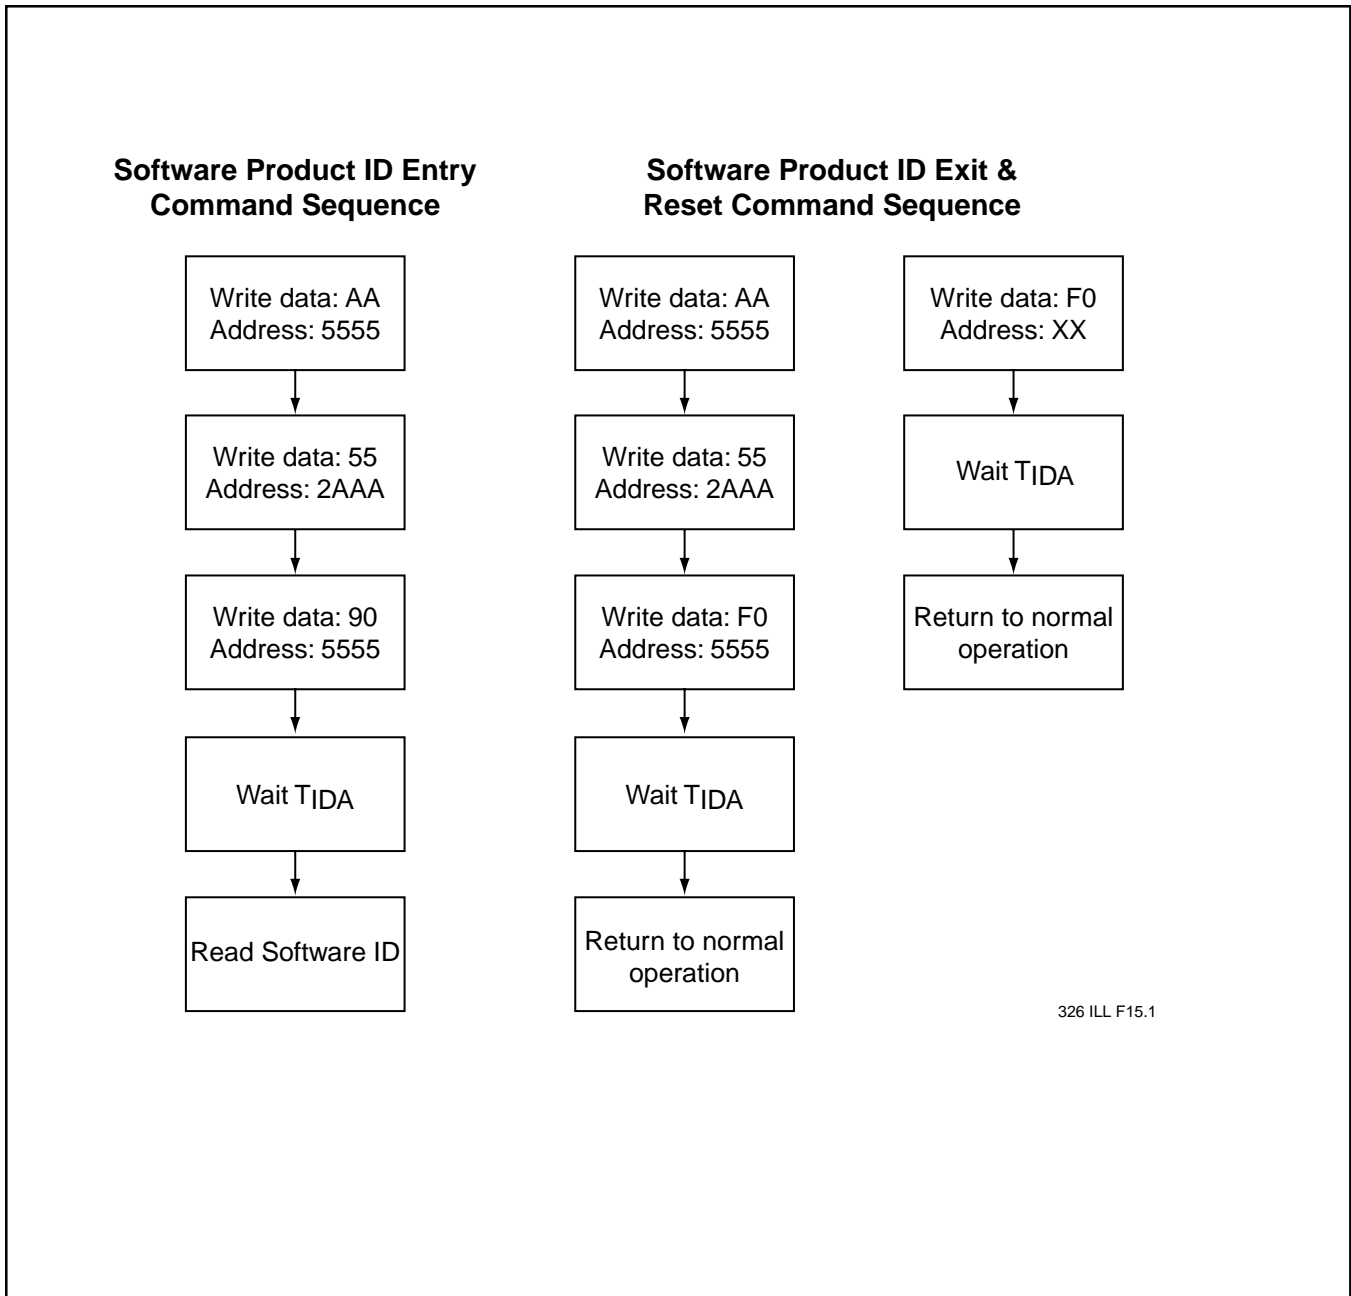 Software Product ID Entry
Command Sequence
Write data: AA
Address: 5555
Write data: 55
Address: 2AAA
Write data: 90
Address: 5555
Wait TIDA
Read Software ID
Software Product ID Exit &
Reset Command Sequence
Write data: AA
Address: 5555
Write data: 55
Address: 2AAA
Write data: F0
Address: 5555
Wait TIDA
Return to normal
operation
Write data: F0
Address: XX
Wait TIDA
Return to normal
operation
326 ILL F15.1